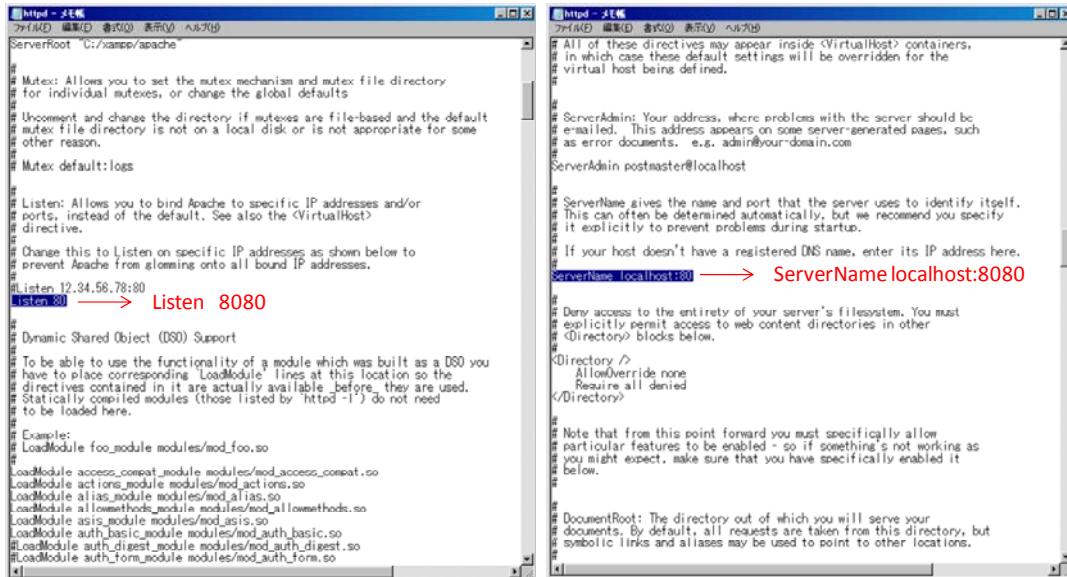 httpd - メモ帳
ファイル(F) 編集(E) 書式(O) 表示(V) ヘルプ(H)
ServerRoot "C:/xampp/apache"
#
# Mutex: Allows you to set the mutex mechanism and mutex file directory
# for individual mutexes, or change the global defaults
#
# Uncomment and change the directory if mutexes are file-based and the default
# mutex file directory is not on a local disk or is not appropriate for some
# other reason.
#
# Mutex default:logs
#
# Listen: Allows you to bind Apache to specific IP addresses and/or
# ports, instead of the default. See also the <VirtualHost>
# directive.
#
# Change this to Listen on specific IP addresses as shown below to
# prevent Apache from glomming onto all bound IP addresses.
#
#Listen 12.34.56.78:80
Listen 80
Listen 8080
#
# Dynamic Shared Object (DSO) Support
#
# To be able to use the functionality of a module which was built as a DSO you
# have to place corresponding `LoadModule' lines at this location so the
# directives contained in it are actually available _before_ they are used.
# Statically compiled modules (those listed by `httpd -l') do not need
# to be loaded here.
#
# Example:
# LoadModule foo_module modules/mod_foo.so
#
LoadModule access_compat_module modules/mod_access_compat.so
LoadModule actions_module modules/mod_actions.so
LoadModule alias_module modules/mod_alias.so
LoadModule allowmethods_module modules/mod_allowmethods.so
LoadModule asis_module modules/mod_asis.so
LoadModule auth_basic_module modules/mod_auth_basic.so
#LoadModule auth_digest_module modules/mod_auth_digest.so
#LoadModule auth_form_module modules/mod_auth_form.so
httpd - メモ帳
ファイル(F) 編集(E) 書式(O) 表示(V) ヘルプ(H)
# All of these directives may appear inside <VirtualHost> containers,
# in which case these default settings will be overridden for the
# virtual host being defined.
#
#
# ServerAdmin: Your address, where problems with the server should be
# e-mailed.  This address appears on some server-generated pages, such
# as error documents.  e.g. admin@your-domain.com
#
ServerAdmin postmaster@localhost
#
# ServerName gives the name and port that the server uses to identify itself.
# This can often be determined automatically, but we recommend you specify
# it explicitly to prevent problems during startup.
#
# If your host doesn't have a registered DNS name, enter its IP address here.
#
ServerName localhost:80
ServerName localhost:8080
#
# Deny access to the entirety of your server's filesystem. You must
# explicitly permit access to web content directories in other
# <Directory> blocks below.
#
<Directory />
AllowOverride none
Require all denied
</Directory>
#
# Note that from this point forward you must specifically allow
# particular features to be enabled - so if something's not working as
# you might expect, make sure that you have specifically enabled it
# below.
#
#
# DocumentRoot: The directory out of which you will serve your
# documents. By default, all requests are taken from this directory, but
# symbolic links and aliases may be used to point to other locations.
#